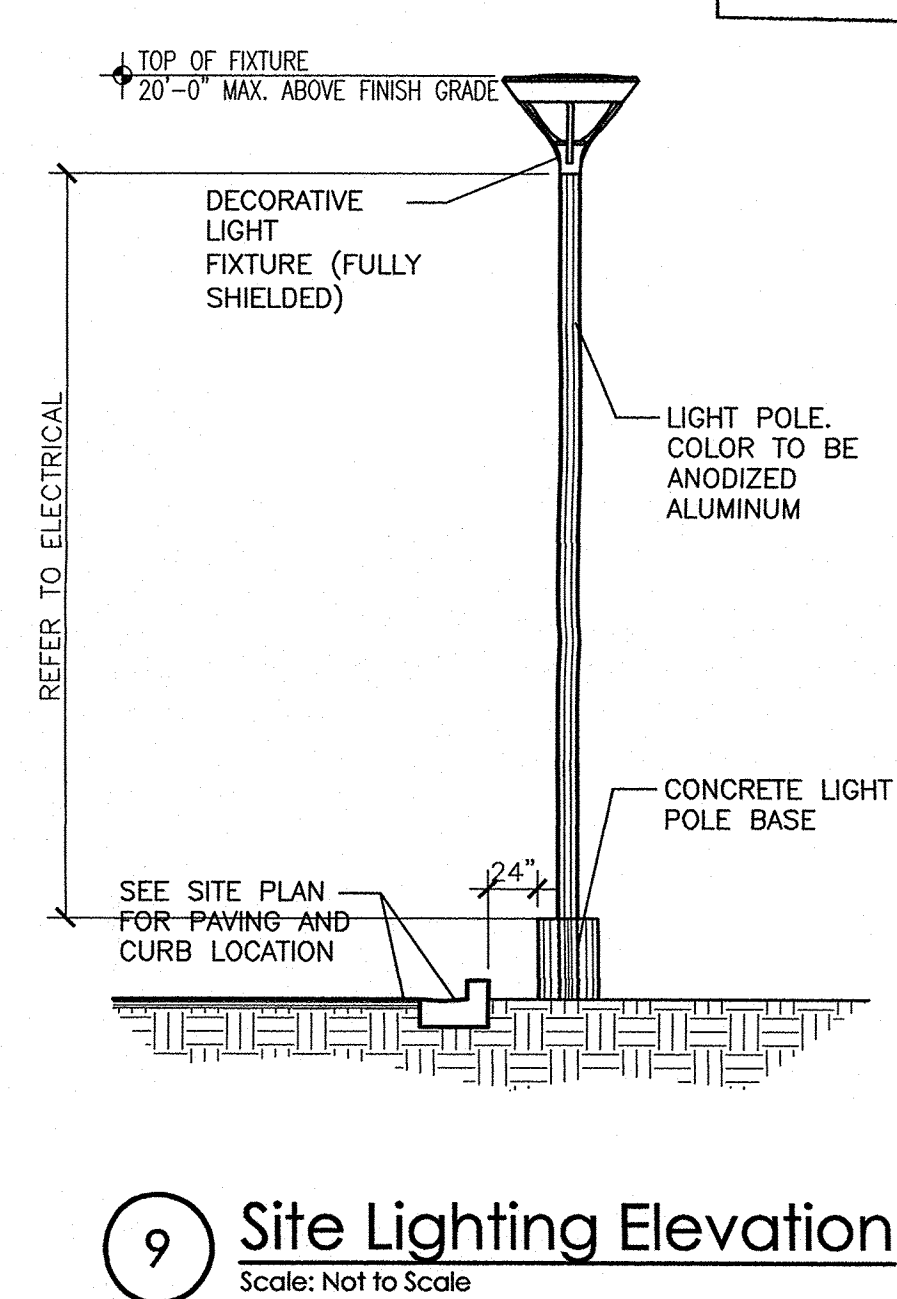 TOP OF FIXTURE
20'-0" MAX. ABOVE FINISH GRADE
DECORATIVE
LIGHT
FIXTURE (FULLY
SHIELDED)
REFER TO ELECTRICAL
LIGHT POLE.
COLOR TO BE
ANODIZED
ALUMINUM
CONCRETE LIGHT
POLE BASE
24"
SEE SITE PLAN
FOR PAVING AND
CURB LOCATION
9
Site Lighting Elevation
Scale: Not to Scale